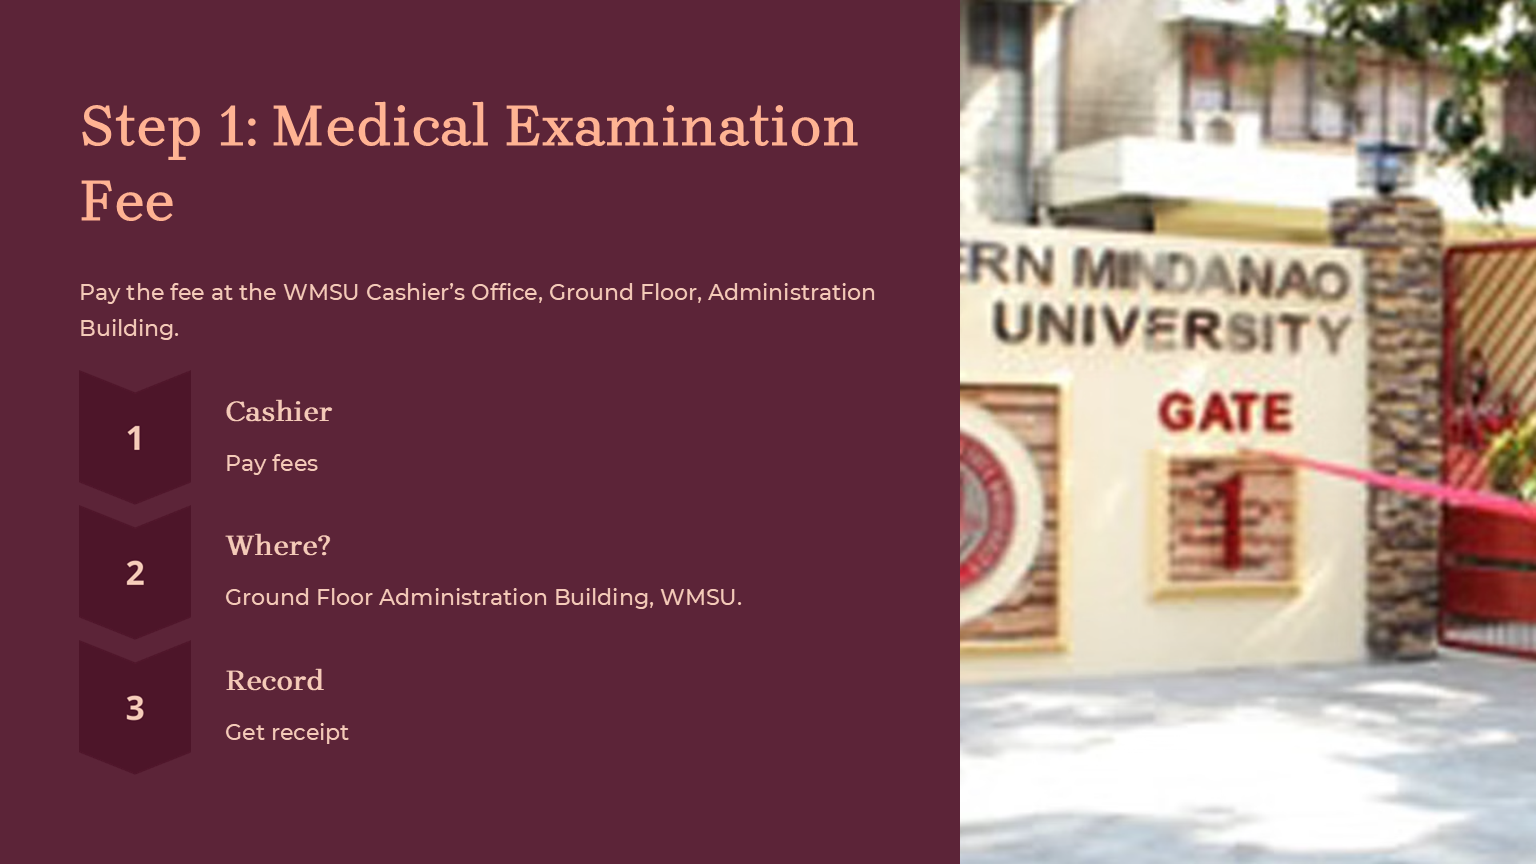 Step 1: Medical Examination
Fee
Pay the fee at the WMSU Cashier’s Office, Ground Floor, Administration
Building.
1
Cashier
Pay fees
2
Where?
Ground Floor Administration Building, WMSU.
3
Record
Get receipt
ERN MINDANAO
UNIVERSITY
GATE
1